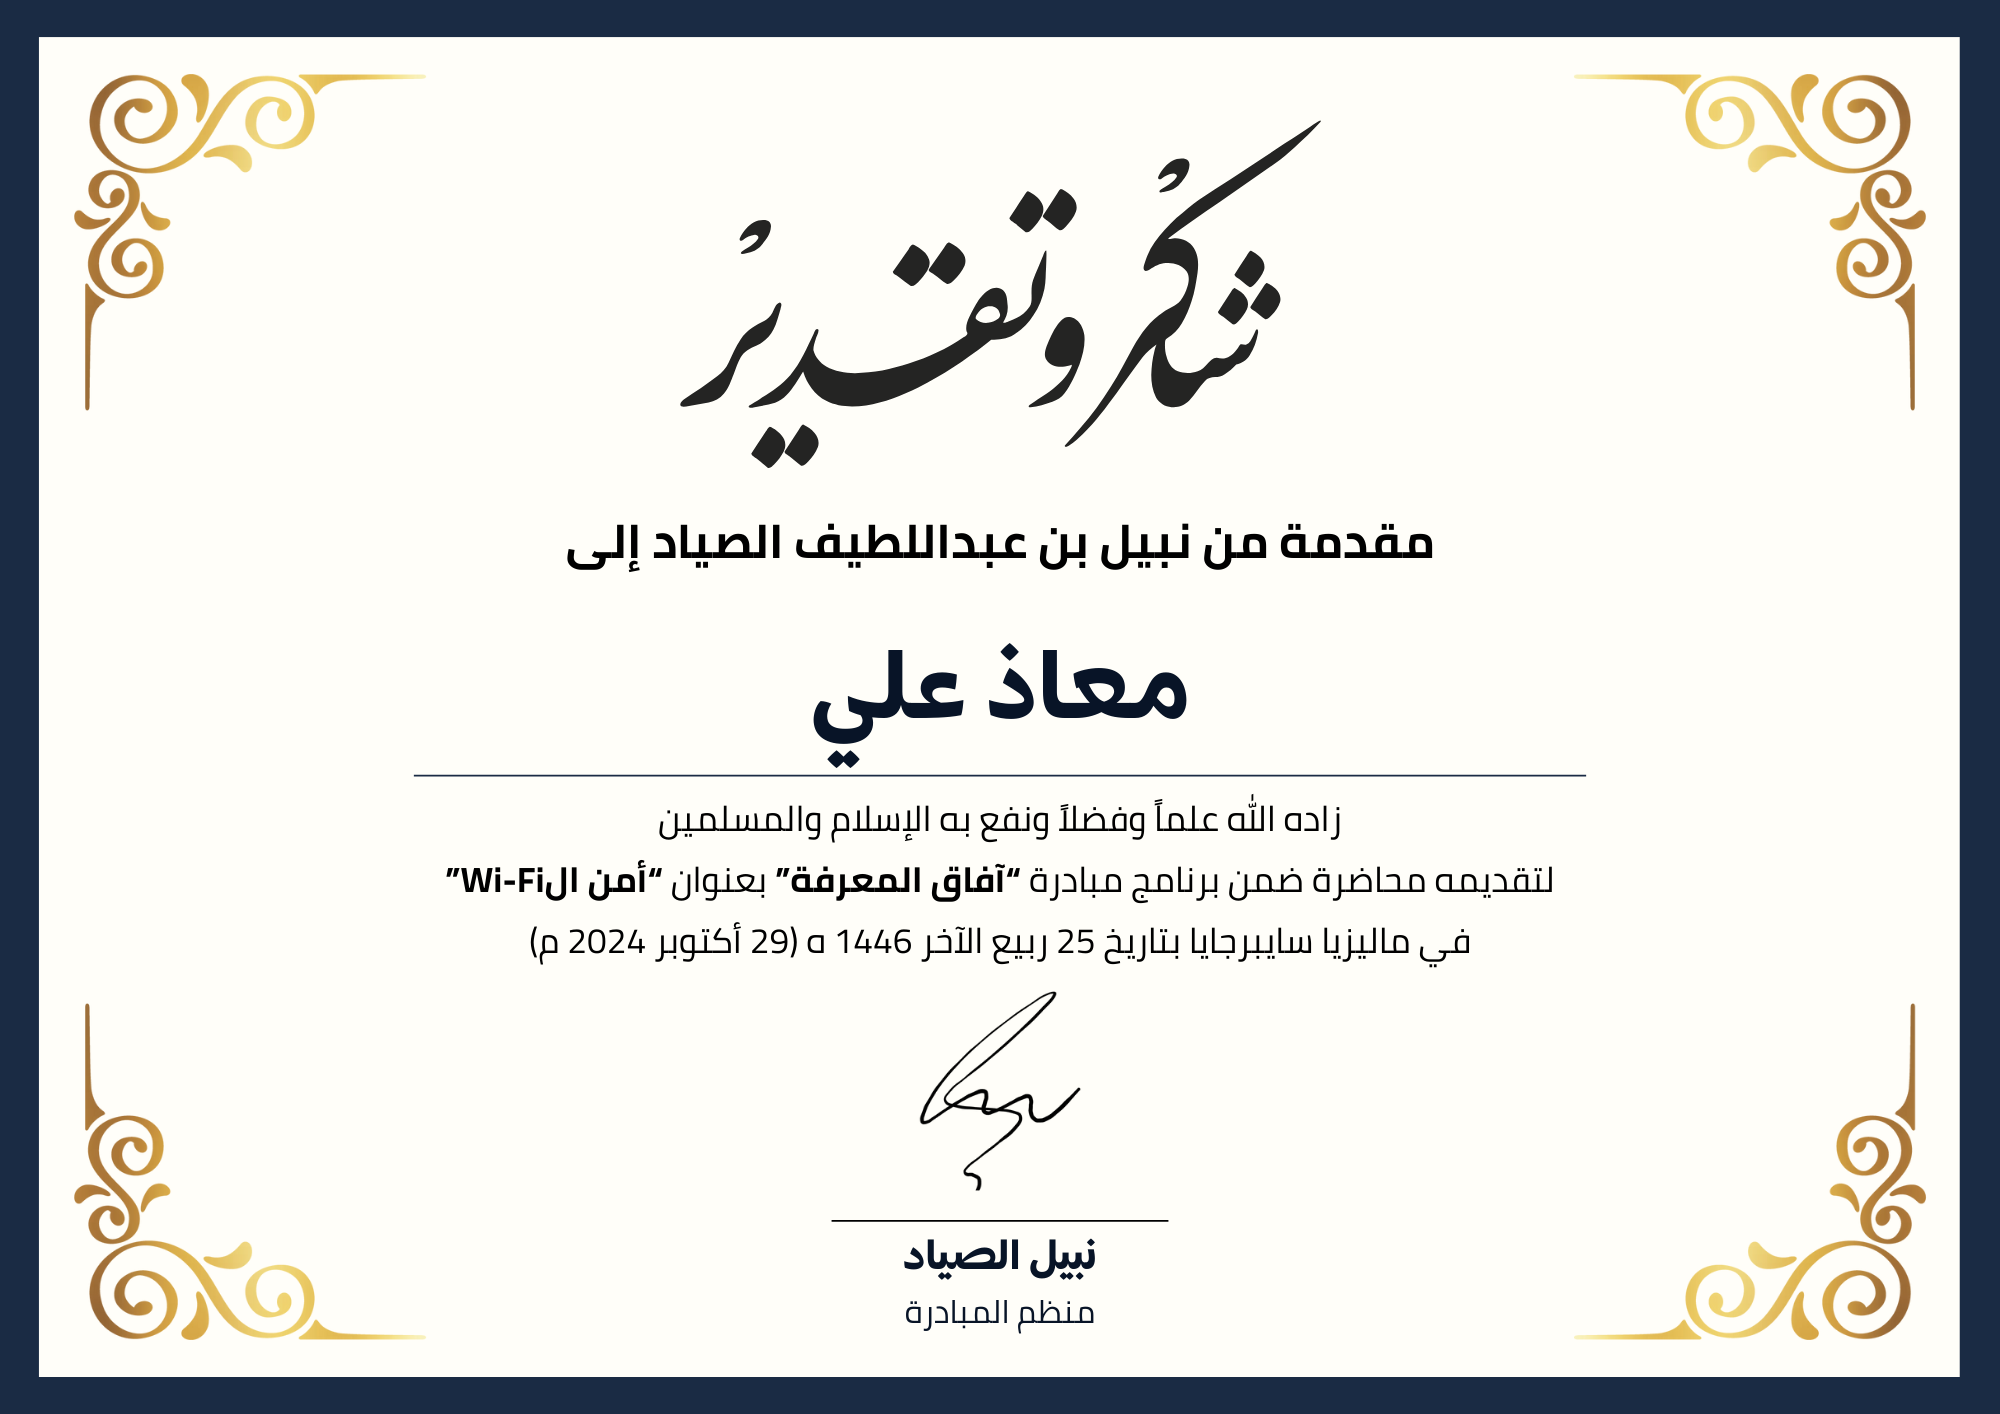 شكر وتقدير
مقدمة من نبيل بن عبداللطيف الصياد إلى
معاذ علي
زاده الله علماً وفضلاً ونفع به الإسلام والمسلمين
لتقديمه محاضرة ضمن برنامج مبادرة “آفاق المعرفة” بعنوان “أمن الWi-Fi”
في ماليزيا سايبرجايا بتاريخ 25 ربيع الآخر 1446 ه (29 أكتوبر 2024 م)
نبيل الصياد
منظم المبادرة